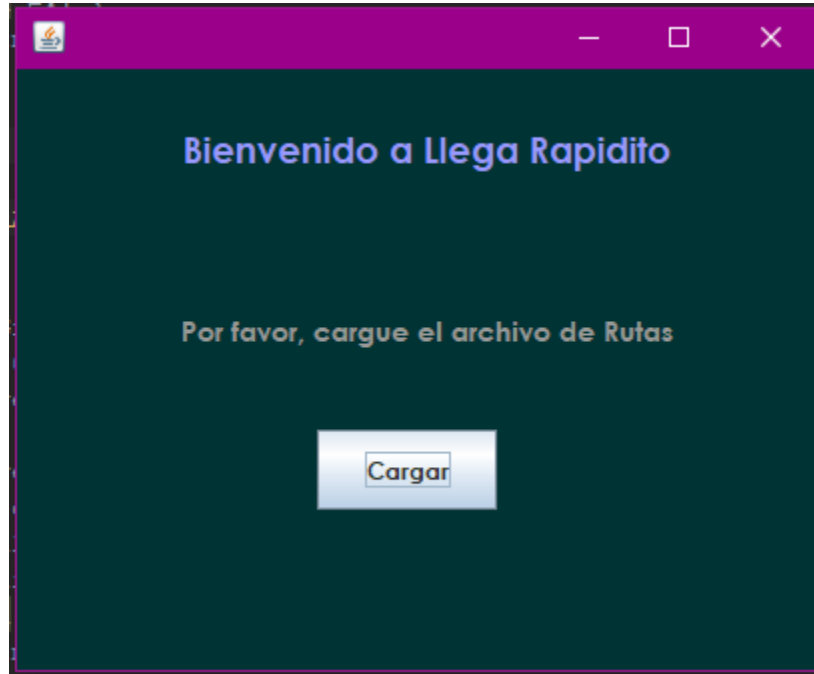 Bienvenido a Llega Rapidito
Por favor, cargue el archivo de Rutas
Cargar